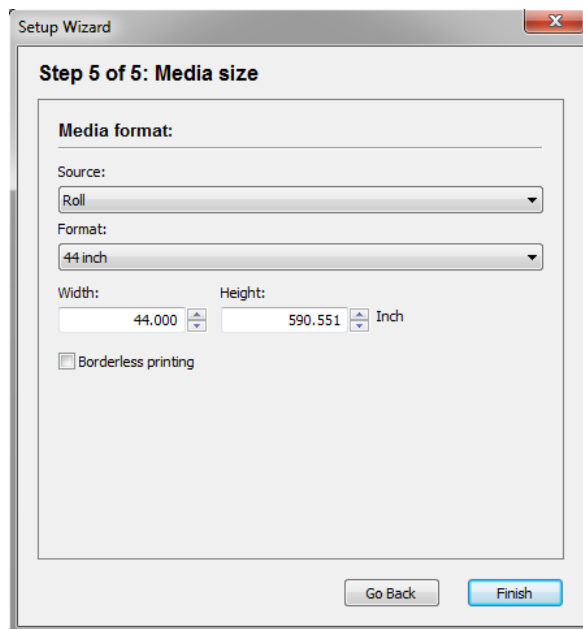 Setup Wizard
Step 5 of 5: Media size
Media format:
Source:
Roll
Format:
44 inch
Width: Height:
44.000 590.551 Inch
Borderless printing
Go Back Finish